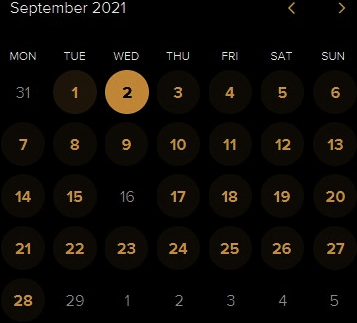 September 2021
MON TUE WED THU FRI SAT SUN
31 1 2 3 4 5 6
7 8 9 10 11 12 13
14 15 16 17 18 19 20
21 22 23 24 25 26 27
28 29 1 2 3 4 5